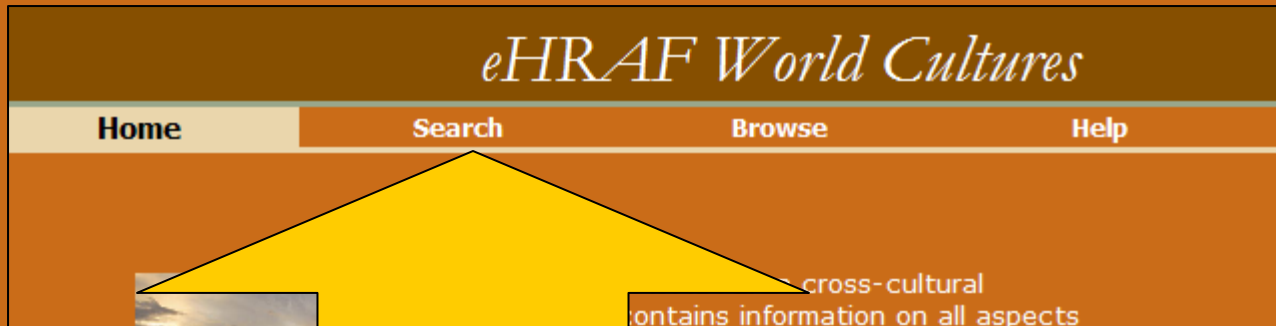 eHRAF World Cultures
Home Search Browse Help
cross-cultural
contains information on all aspects